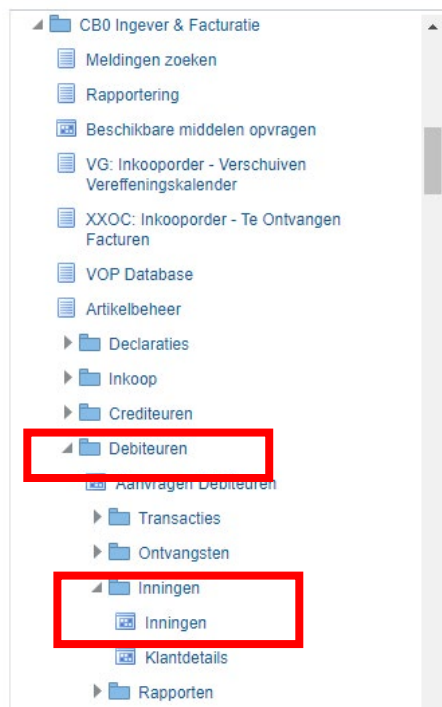 CB0 Ingever & Facturatie
Meldingen zoeken
Rapportering
Beschikbare middelen opvragen
VG: Inkooporder - Verschuiven
Vereffeningskalender
XXOC: Inkooporder - Te Ontvangen
Facturen
VOP Database
Artikelbeheer
Declaraties
Inkoop
Crediteuren
Debiteuren
Aanvragen Debiteuren
Transacties
Ontvangsten
Inningen
Inningen
Klantdetails
Rapporten